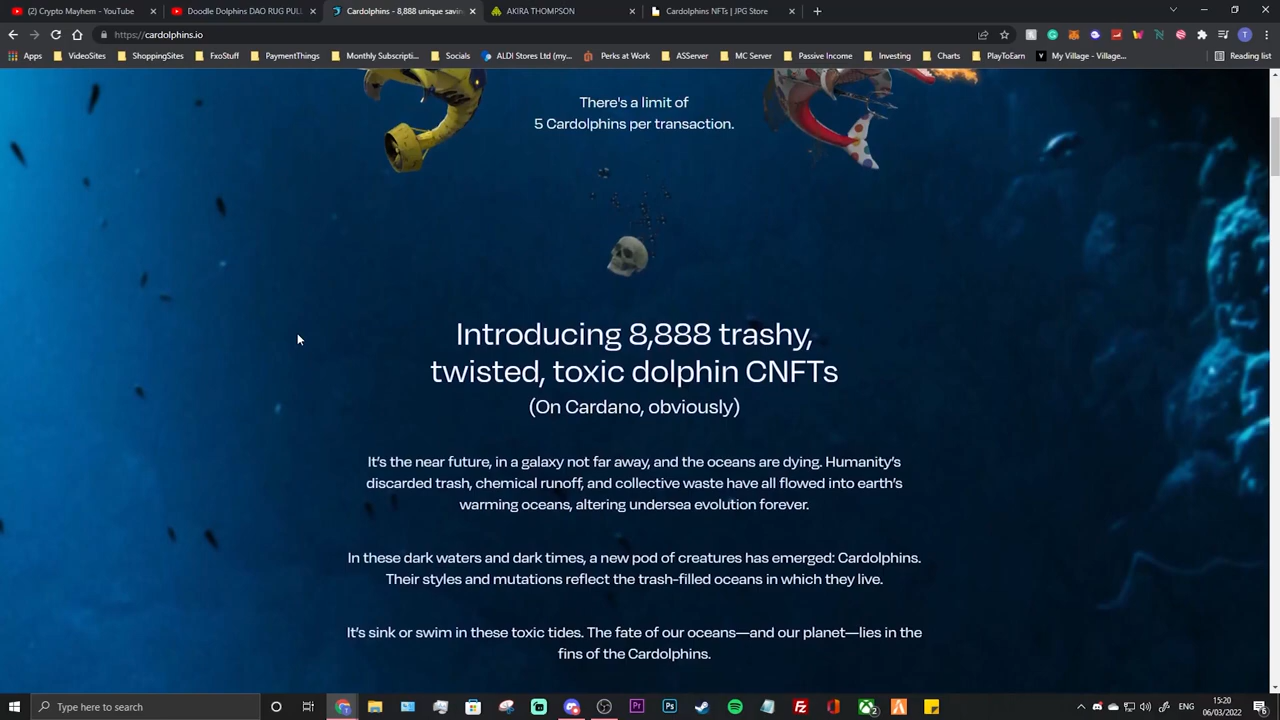 (2) Crypto Mayhem - YouTube
Doodle Dolphins DAO RUG PULL
Cardolphins - 8,888 unique savin
AKIRA THOMPSON
Cardolphins NFTs | JPG Store
https://cardolphins.io
Apps
VideoSites
ShoppingSites
FxoStuff
PaymentThings
Monthly Subscripti...
Socials
ALDI Stores Ltd (my...
Perks at Work
ASServer
MC Server
Passive Income
Investing
Charts
PlayToEarn
My Village - Village...
Reading list
There's a limit of
5 Cardolphins per transaction.
Introducing 8,888 trashy,
twisted, toxic dolphin CNFTs
(On Cardano, obviously)
It's the near future, in a galaxy not far away, and the oceans are dying. Humanity's
discarded trash, chemical runoff, and collective waste have all flowed into earth's
warming oceans, altering undersea evolution forever.
In these dark waters and dark times, a new pod of creatures has emerged: Cardolphins.
Their styles and mutations reflect the trash-filled oceans in which they live.
It's sink or swim in these toxic tides. The fate of our oceans—and our planet—lies in the
fins of the Cardolphins.
Type here to search
ENG
15:20
06/03/2022